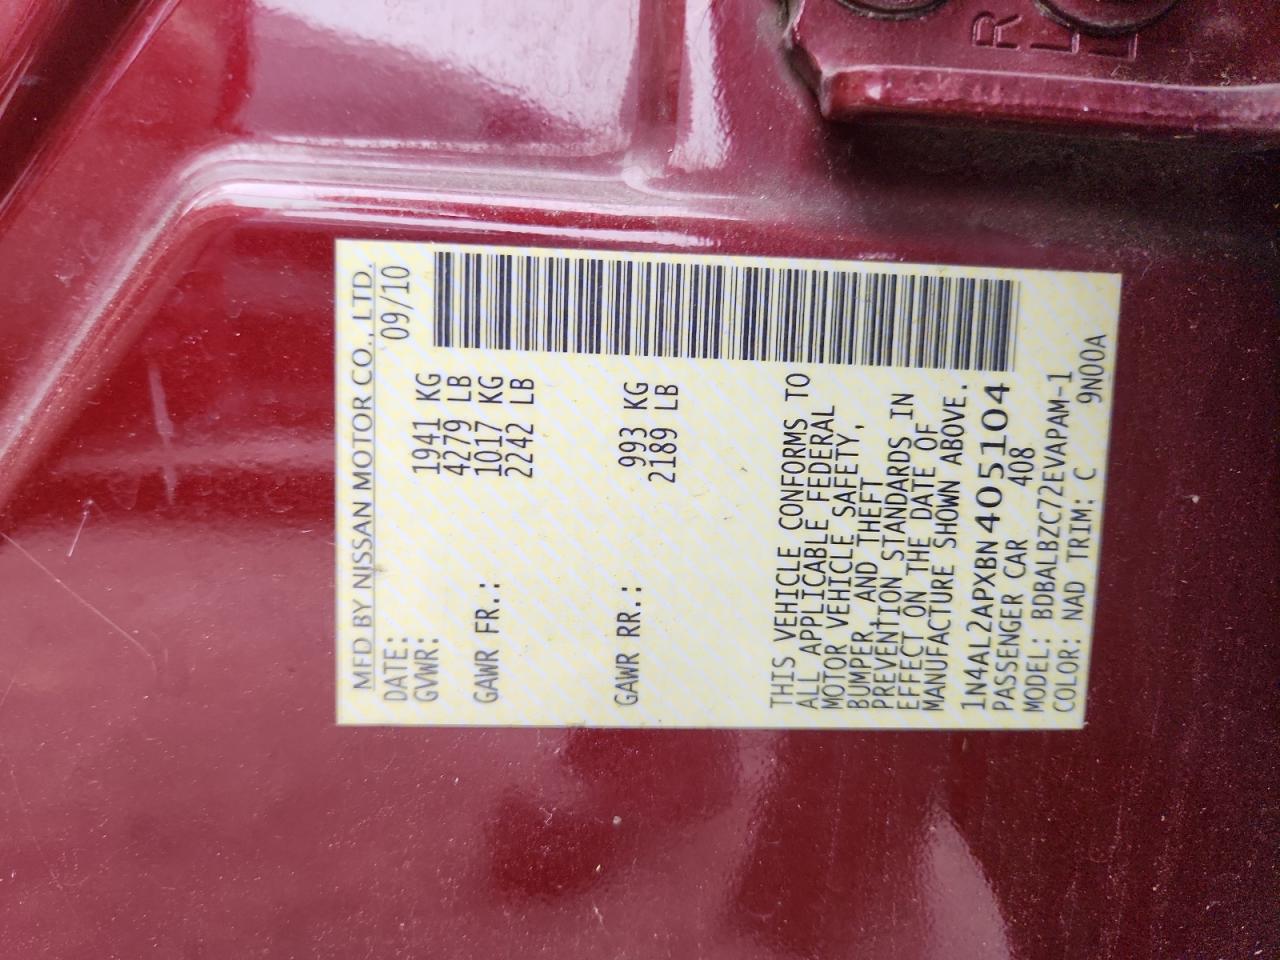 MFD BY NISSAN MOTOR CO., LTD.
DATE: 09/10
GVWR: 1941 KG
4279 LB
GAWR FR.: 1017 KG
2242 LB
GAWR RR.: 993 KG
2189 LB
THIS VEHICLE CONFORMS TO
ALL APPLICABLE FEDERAL
MOTOR VEHICLE SAFETY,
BUMPER AND THEFT
PREVENTION STANDARDS IN
EFFECT ON THE DATE OF
MANUFACTURE SHOWN ABOVE.
1N4AL2APXBN405104
PASSENGER CAR 408
MODEL: BDBALBZC72EVAPAM-1
COLOR: NAD TRIM: C 9N00A